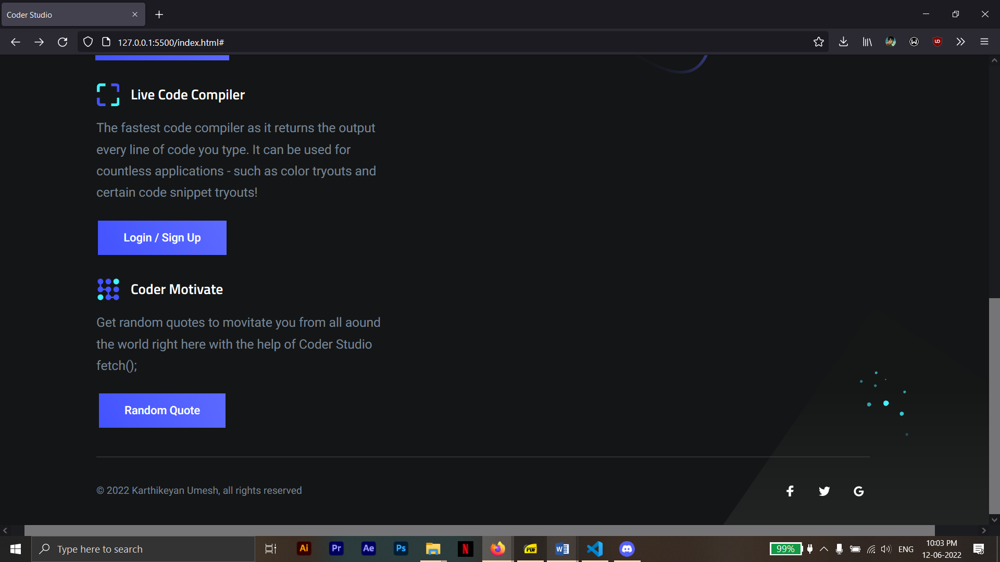 Coder Studio
127.0.0.1:5500/index.html#
Live Code Compiler
The fastest code compiler as it returns the output
every line of code you type. It can be used for
countless applications - such as color tryouts and
certain code snippet tryouts!
Login / Sign Up
Coder Motivate
Get random quotes to movitate you from all aound
the world right here with the help of Coder Studio
fetch();
Random Quote
© 2022 Karthikeyan Umesh, all rights reserved
Type here to search
Ai
Pr
Ae
Ps
N
PDF
W
99%
ENG
10:03 PM
12-06-2022